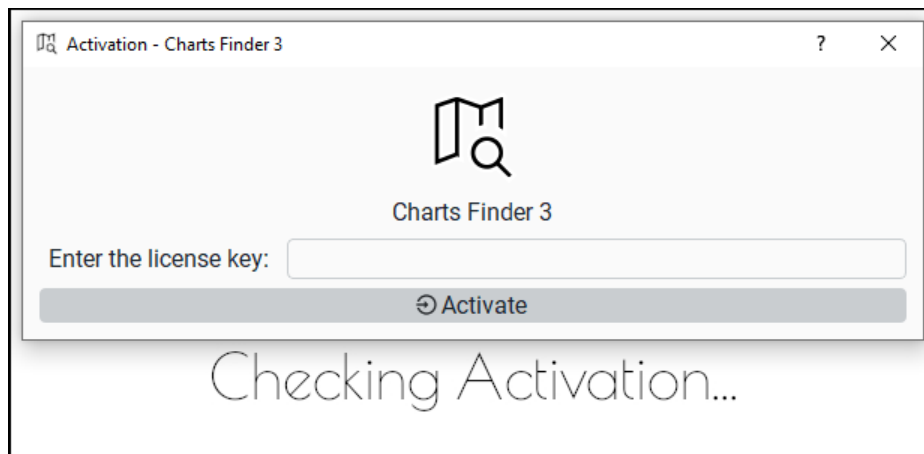 Activation - Charts Finder 3
?
Charts Finder 3
Enter the license key:
Activate
Checking Activation...